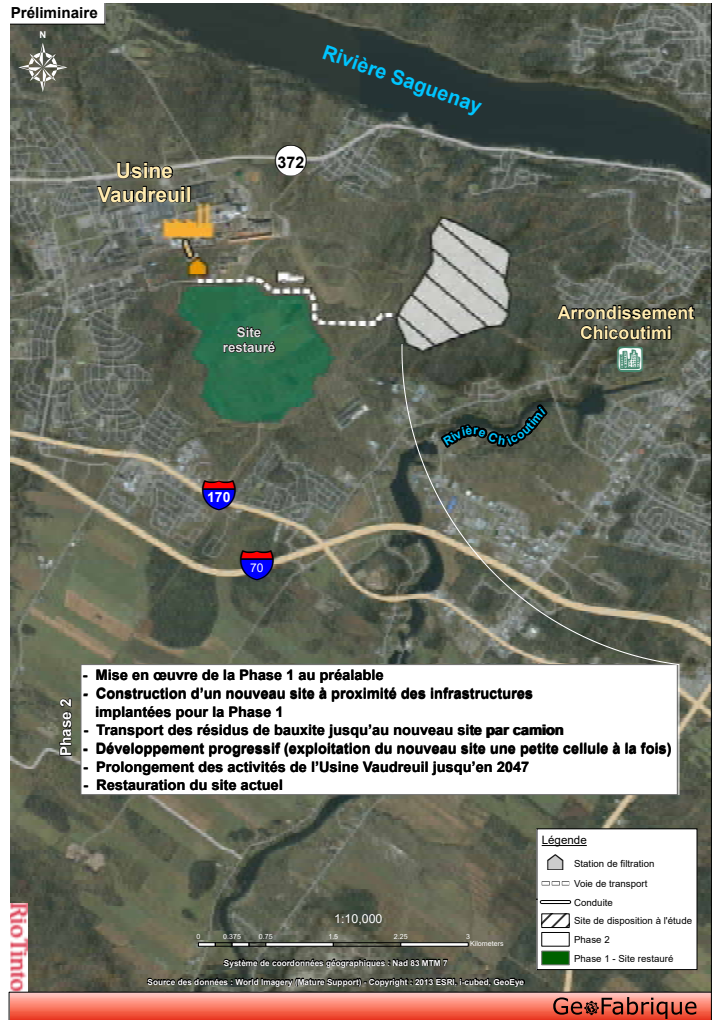 Préliminaire
N
Rivière Saguenay
372
Usine
Vaudreuil
Site
restauré
Arrondissement
Chicoutimi
Rivière Chicoutimi
170
70
Phase 2
- Mise en œuvre de la Phase 1 au préalable
- Construction d'un nouveau site à proximité des infrastructures
implantées pour la Phase 1
- Transport des résidus de bauxite jusqu'au nouveau site par camion
- Développement progressif (exploitation du nouveau site une petite cellule à la fois)
- Prolongement des activités de l'Usine Vaudreuil jusqu'en 2047
- Restauration du site actuel
Légende
Station de filtration
Voie de transport
Conduite
Site de disposition à l'étude
Phase 2
Phase 1 - Site restauré
1:10,000
0 0.375 0.75 1.5 2.25 3
Kilometers
Système de coordonnées géographiques : Nad 83 MTM 7
Source des données : World Imagery (Mature Support) - Copyright : 2013 ESRI, i-cubed, GeoEye
RioTinto
GeoFabrique